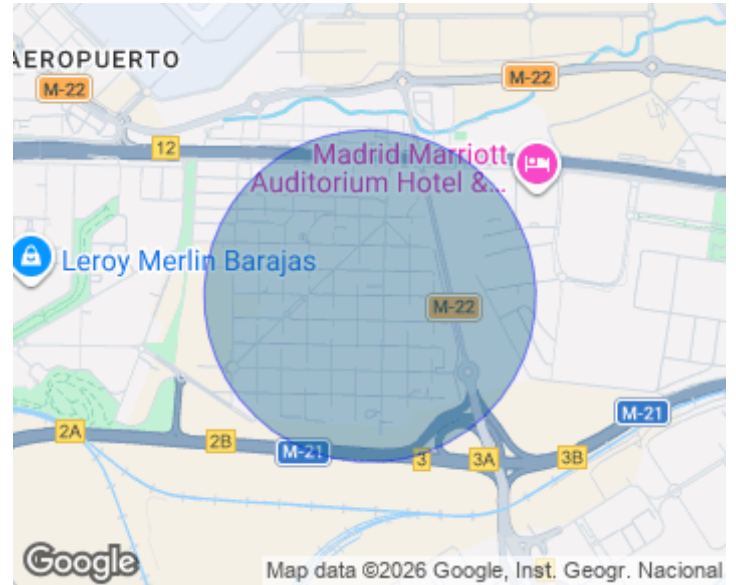 AEROPUERTO
M-22
M-22
12
Madrid Marriott
Auditorium Hotel &...
Leroy Merlin Barajas
M-22
M-21
2A
2B
M-21
3
3A
3B
Google
Map data ©2026 Google, Inst. Geogr. Nacional